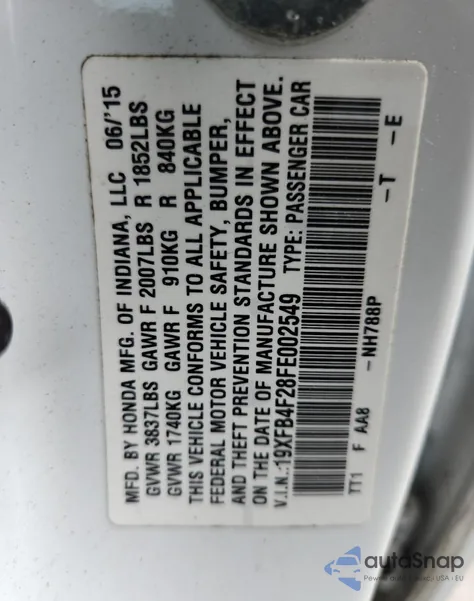 MFD. BY HONDA MFG. OF INDIANA, LLC 06/'15
GVWR 3837LBS GAWR F 2007LBS R 1852LBS
GVWR 1740KG GAWR F 910KG R 840KG
THIS VEHICLE CONFORMS TO ALL APPLICABLE
FEDERAL MOTOR VEHICLE SAFETY, BUMPER,
AND THEFT PREVENTION STANDARDS IN EFFECT
ON THE DATE OF MANUFACTURE SHOWN ABOVE.
V.I.N.:19XFB4F28FE002549 TYPE: PASSENGER CAR
TT1 F AA8 -NH788P -T -E
autoSnap